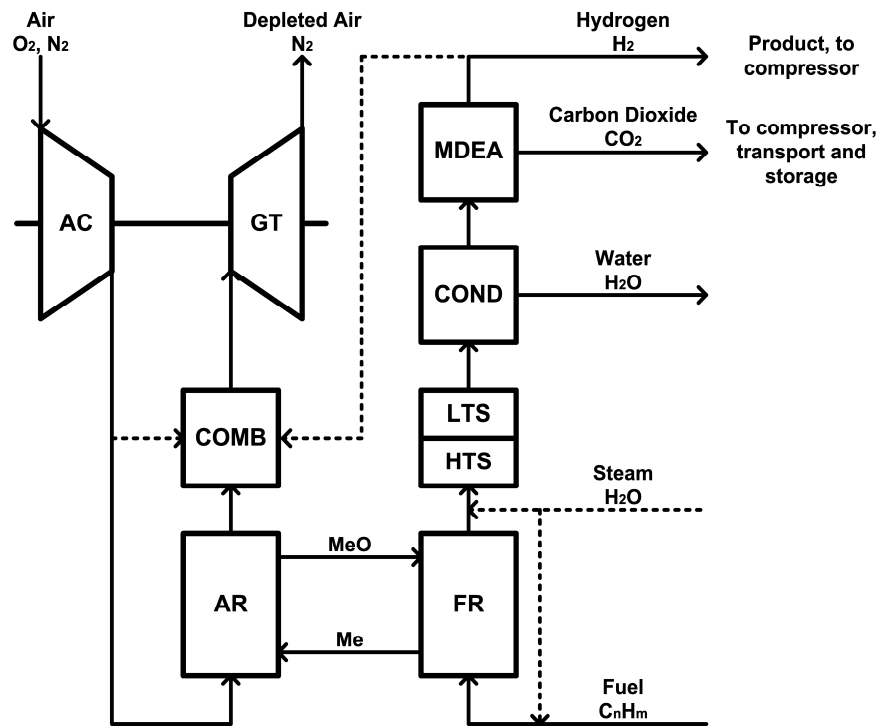 Air
O2, N2
Depleted Air
N2
Hydrogen
H2
Product, to
compressor
Carbon Dioxide
CO2
To compressor,
transport and
storage
MDEA
AC
GT
COND
Water
H2O
LTS
COMB
HTS
Steam
H2O
MeO
AR
FR
Me
Fuel
CnHm